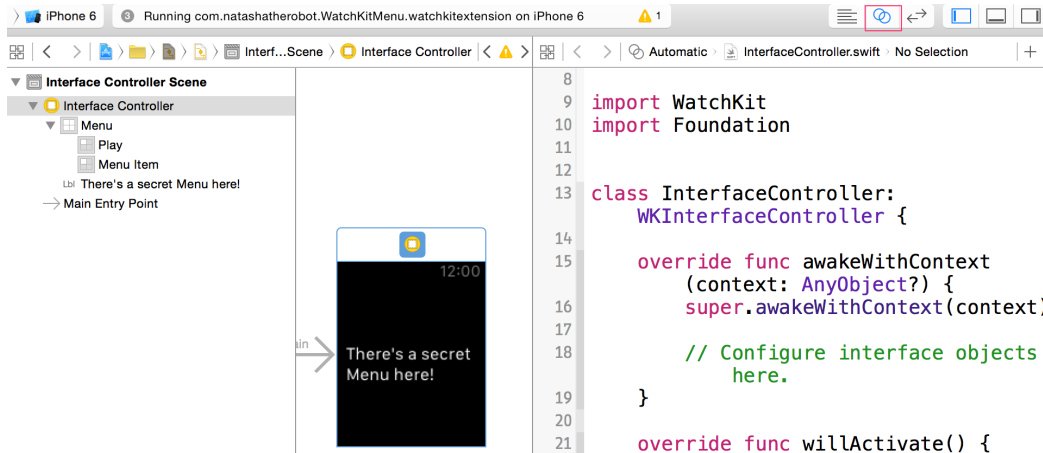 iPhone 6
3 Running com.natashatherobot.WatchKitMenu.watchkitextension on iPhone 6
1
Interf...Scene
Interface Controller
Automatic
InterfaceController.swift
No Selection
Interface Controller Scene
Interface Controller
Menu
Play
Menu Item
Lbl There's a secret Menu here!
Main Entry Point
12:00
ain
There's a secret
Menu here!
8
9 import WatchKit
10 import Foundation
11
12
13 class InterfaceController:
WKInterfaceController {
14
15 override func awakeWithContext
(context: AnyObject?) {
16 super.awakeWithContext(context)
17
18 // Configure interface objects
here.
19 }
20
21 override func willActivate() {